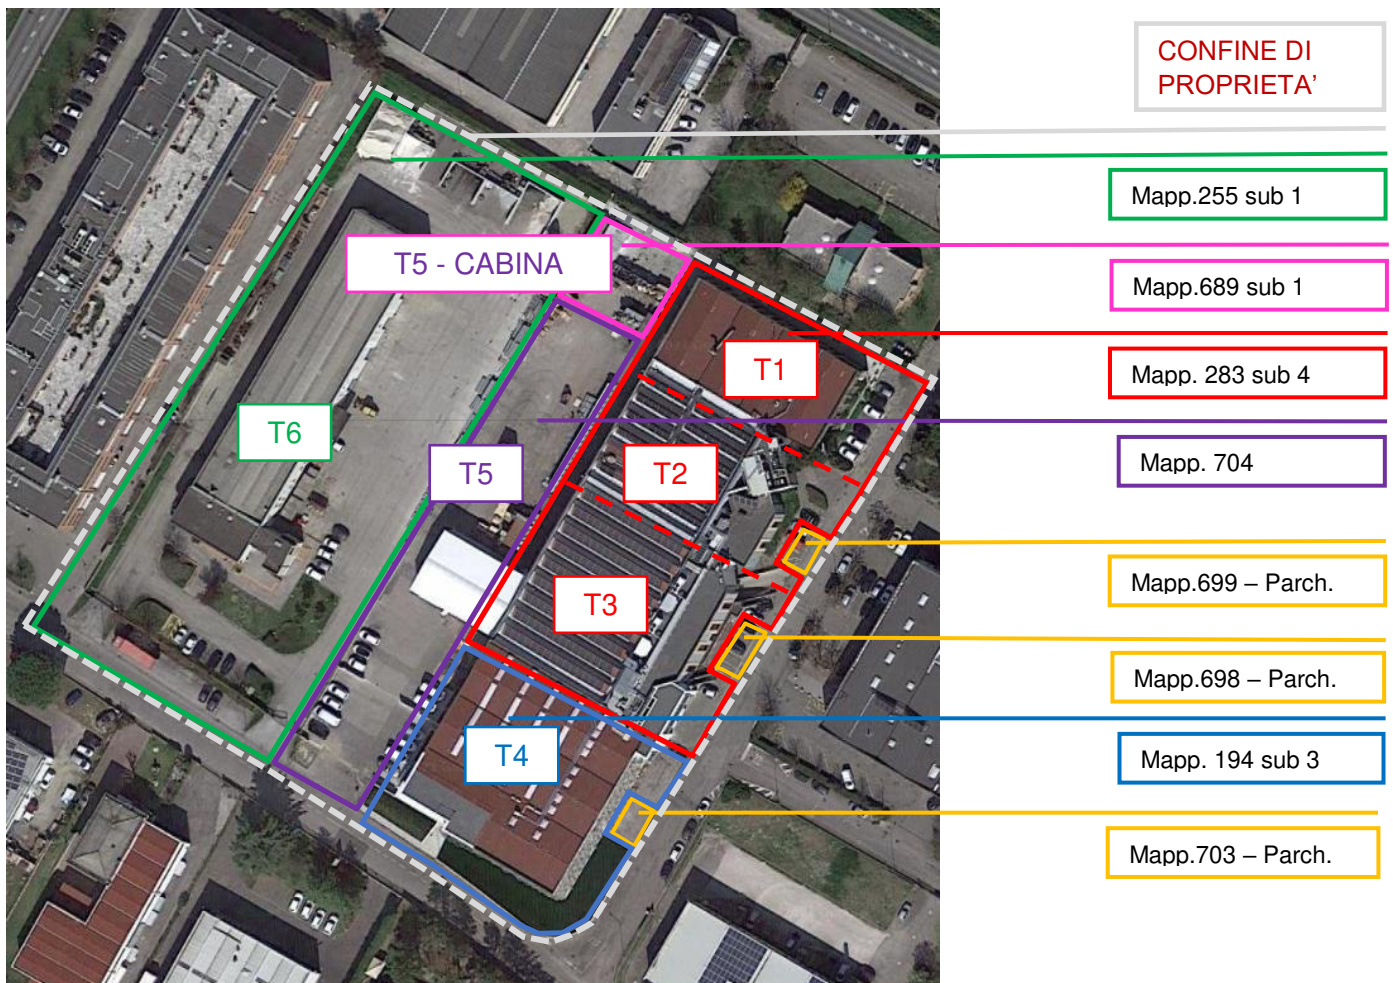 CONFINE DI
PROPRIETA’
Mapp.255 sub 1
T5 - CABINA
Mapp.689 sub 1
T1
Mapp. 283 sub 4
T6
T5
T2
Mapp. 704
T3
Mapp.699 – Parch.
Mapp.698 – Parch.
T4
Mapp. 194 sub 3
Mapp.703 – Parch.